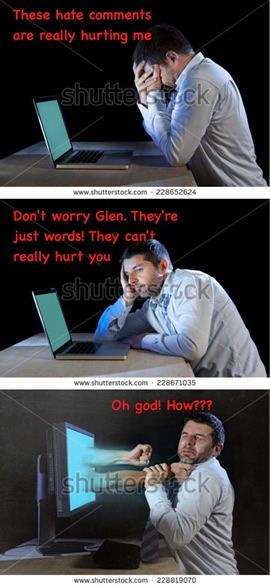 These hate comments
are really hurting me
shutterstock
www.shutterstock.com · 228652624
Don't worry Glen. They're
just words! They can't
really hurt you
shutterstock
www.shutterstock.com · 228671035
Oh god! How???
shutterstock
www.shutterstock.com · 228819070